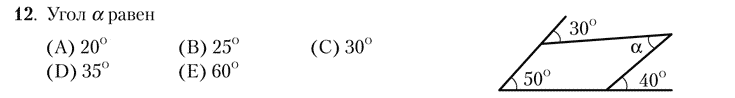 12. Угол α равен
(A) 20° (B) 25° (C) 30°
(D) 35° (E) 60°
30°
α
50° 40°